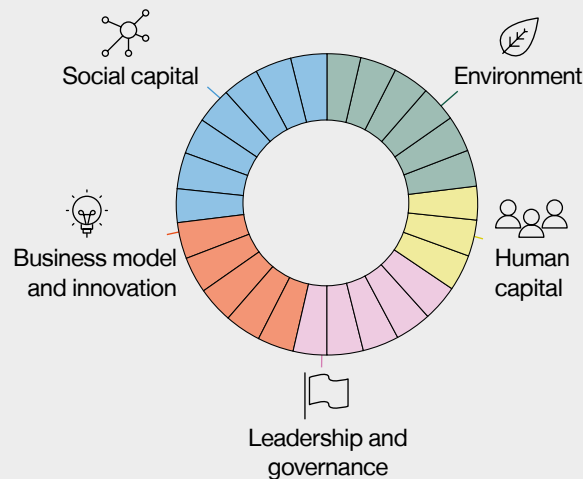 Social capital
Environment
Business model
and innovation
Human
capital
Leadership and
governance